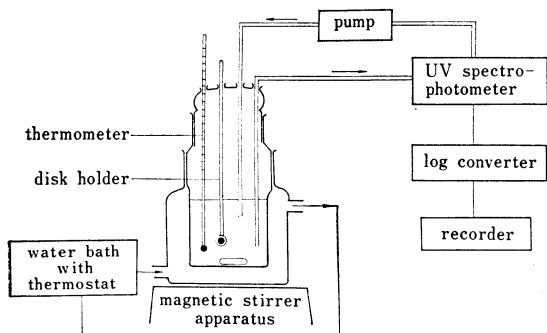 pump
UV spectro-
photometer
thermometer
log converter
disk holder
recorder
water bath
with
thermostat
magnetic stirrer
apparatus